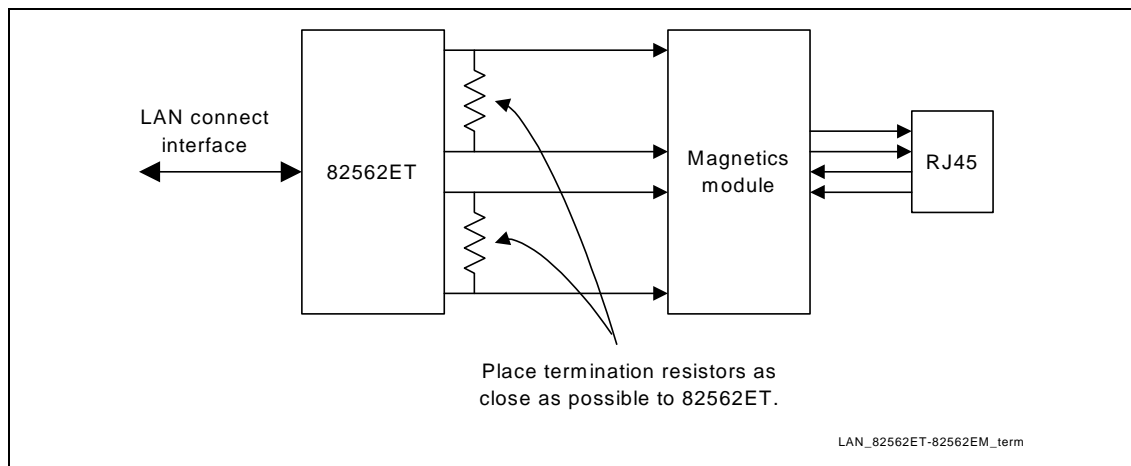 LAN connect
interface
82562ET
Magnetics
module
RJ45
Place termination resistors as
close as possible to 82562ET.
LAN_82562ET-82562EM_term